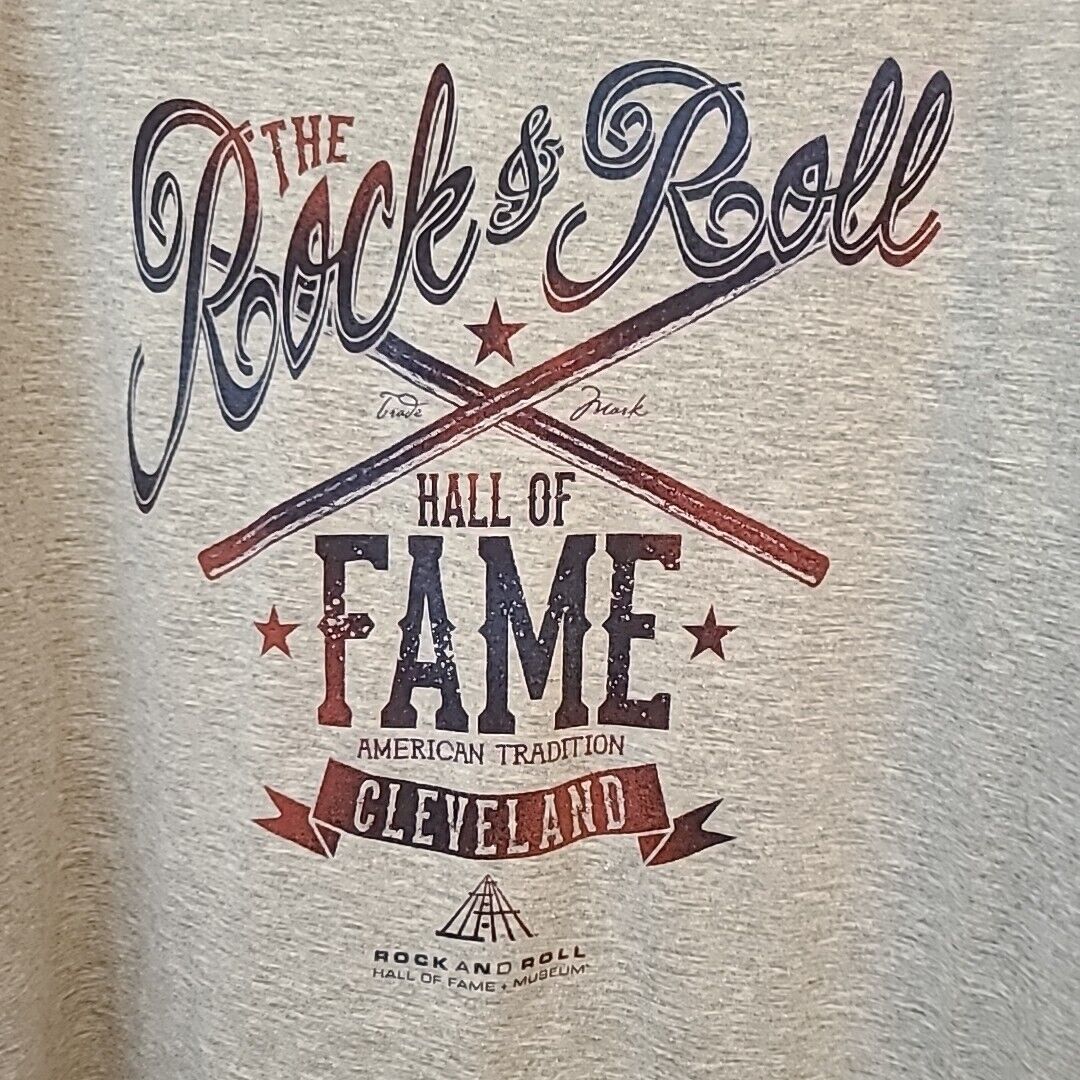 THE
Rock & Roll
Trade Mark
HALL OF
FAME
AMERICAN TRADITION
CLEVELAND
ROCK AND ROLL
HALL OF FAME + MUSEUM